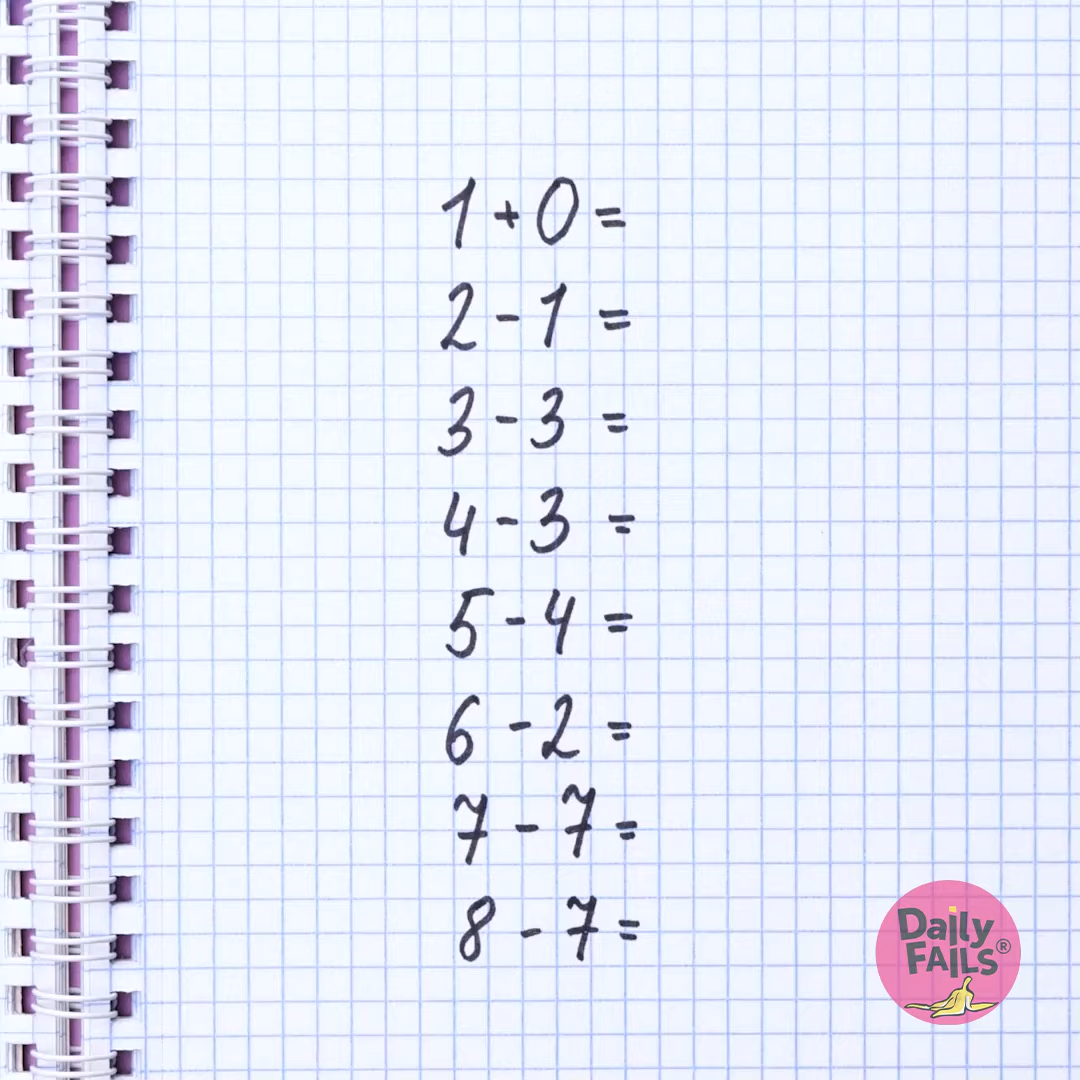 1 + 0 =
2 - 1 =
3 - 3 =
4 - 3 =
5 - 4 =
6 - 2 =
7 - 7 =
8 - 7 =
Daily
FAILS®